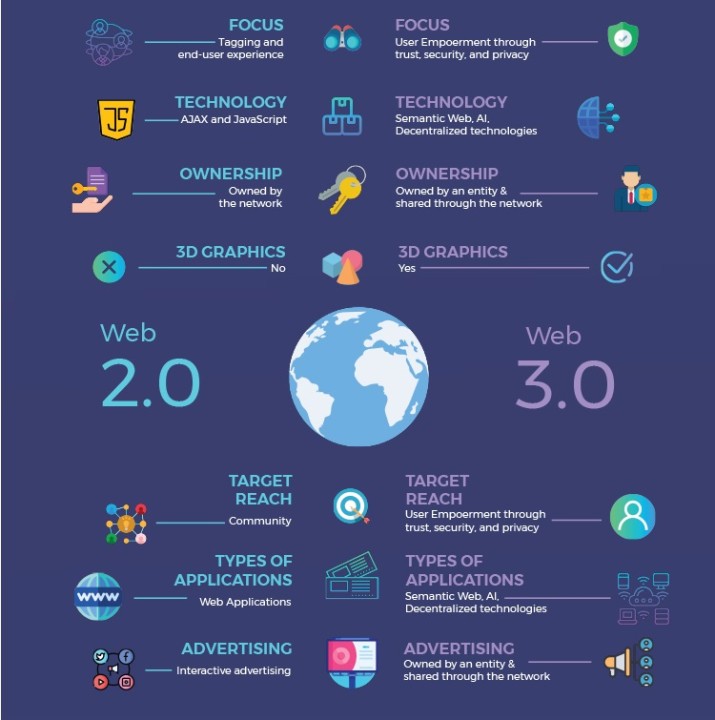 FOCUS
Tagging and
end-user experience
FOCUS
User Empoerment through
trust, security, and privacy
JS
TECHNOLOGY
AJAX and JavaScript
TECHNOLOGY
Semantic Web, AI,
Decentralized technologies
OWNERSHIP
Owned by
the network
OWNERSHIP
Owned by an entity &
shared through the network
3D GRAPHICS
No
3D GRAPHICS
Yes
Web
2.0
Web
3.0
TARGET
REACH
Community
TARGET
REACH
User Empoerment through
trust, security, and privacy
www
TYPES OF
APPLICATIONS
Web Applications
TYPES OF
APPLICATIONS
Semantic Web, AI,
Decentralized technologies
ADVERTISING
Interactive advertising
ADVERTISING
Owned by an entity &
shared through the network